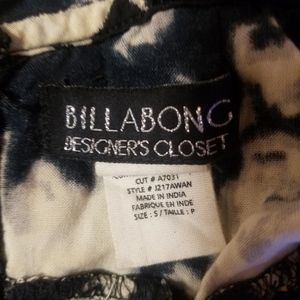 BILLABONG
DESIGNER'S CLOSET
CUT # A7031
STYLE # J217AWAN
MADE IN INDIA
FABRIQUE EN INDE
SIZE : S / TAILLE : P